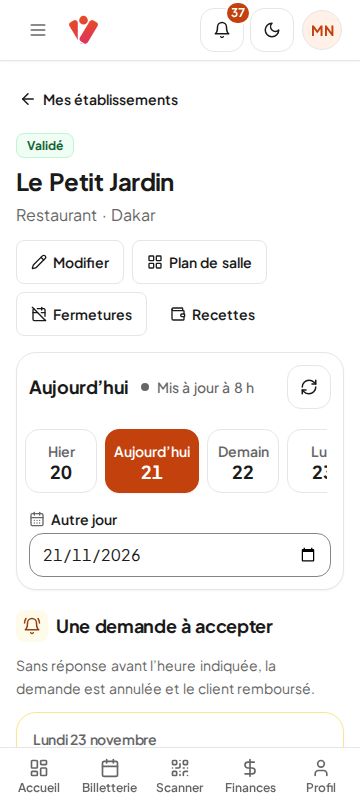 37
MN
Mes établissements
Validé
Le Petit Jardin
Restaurant · Dakar
Modifier
Plan de salle
Fermetures
Recettes
Aujourd’hui
Mis à jour à 8 h
Hier
20
Aujourd’hui
21
Demain
22
Lu
23
Autre jour
21/11/2026
Une demande à accepter
Sans réponse avant l’heure indiquée, la
demande est annulée et le client remboursé.
Lundi 23 novembre
Accueil
Billetterie
Scanner
Finances
Profil